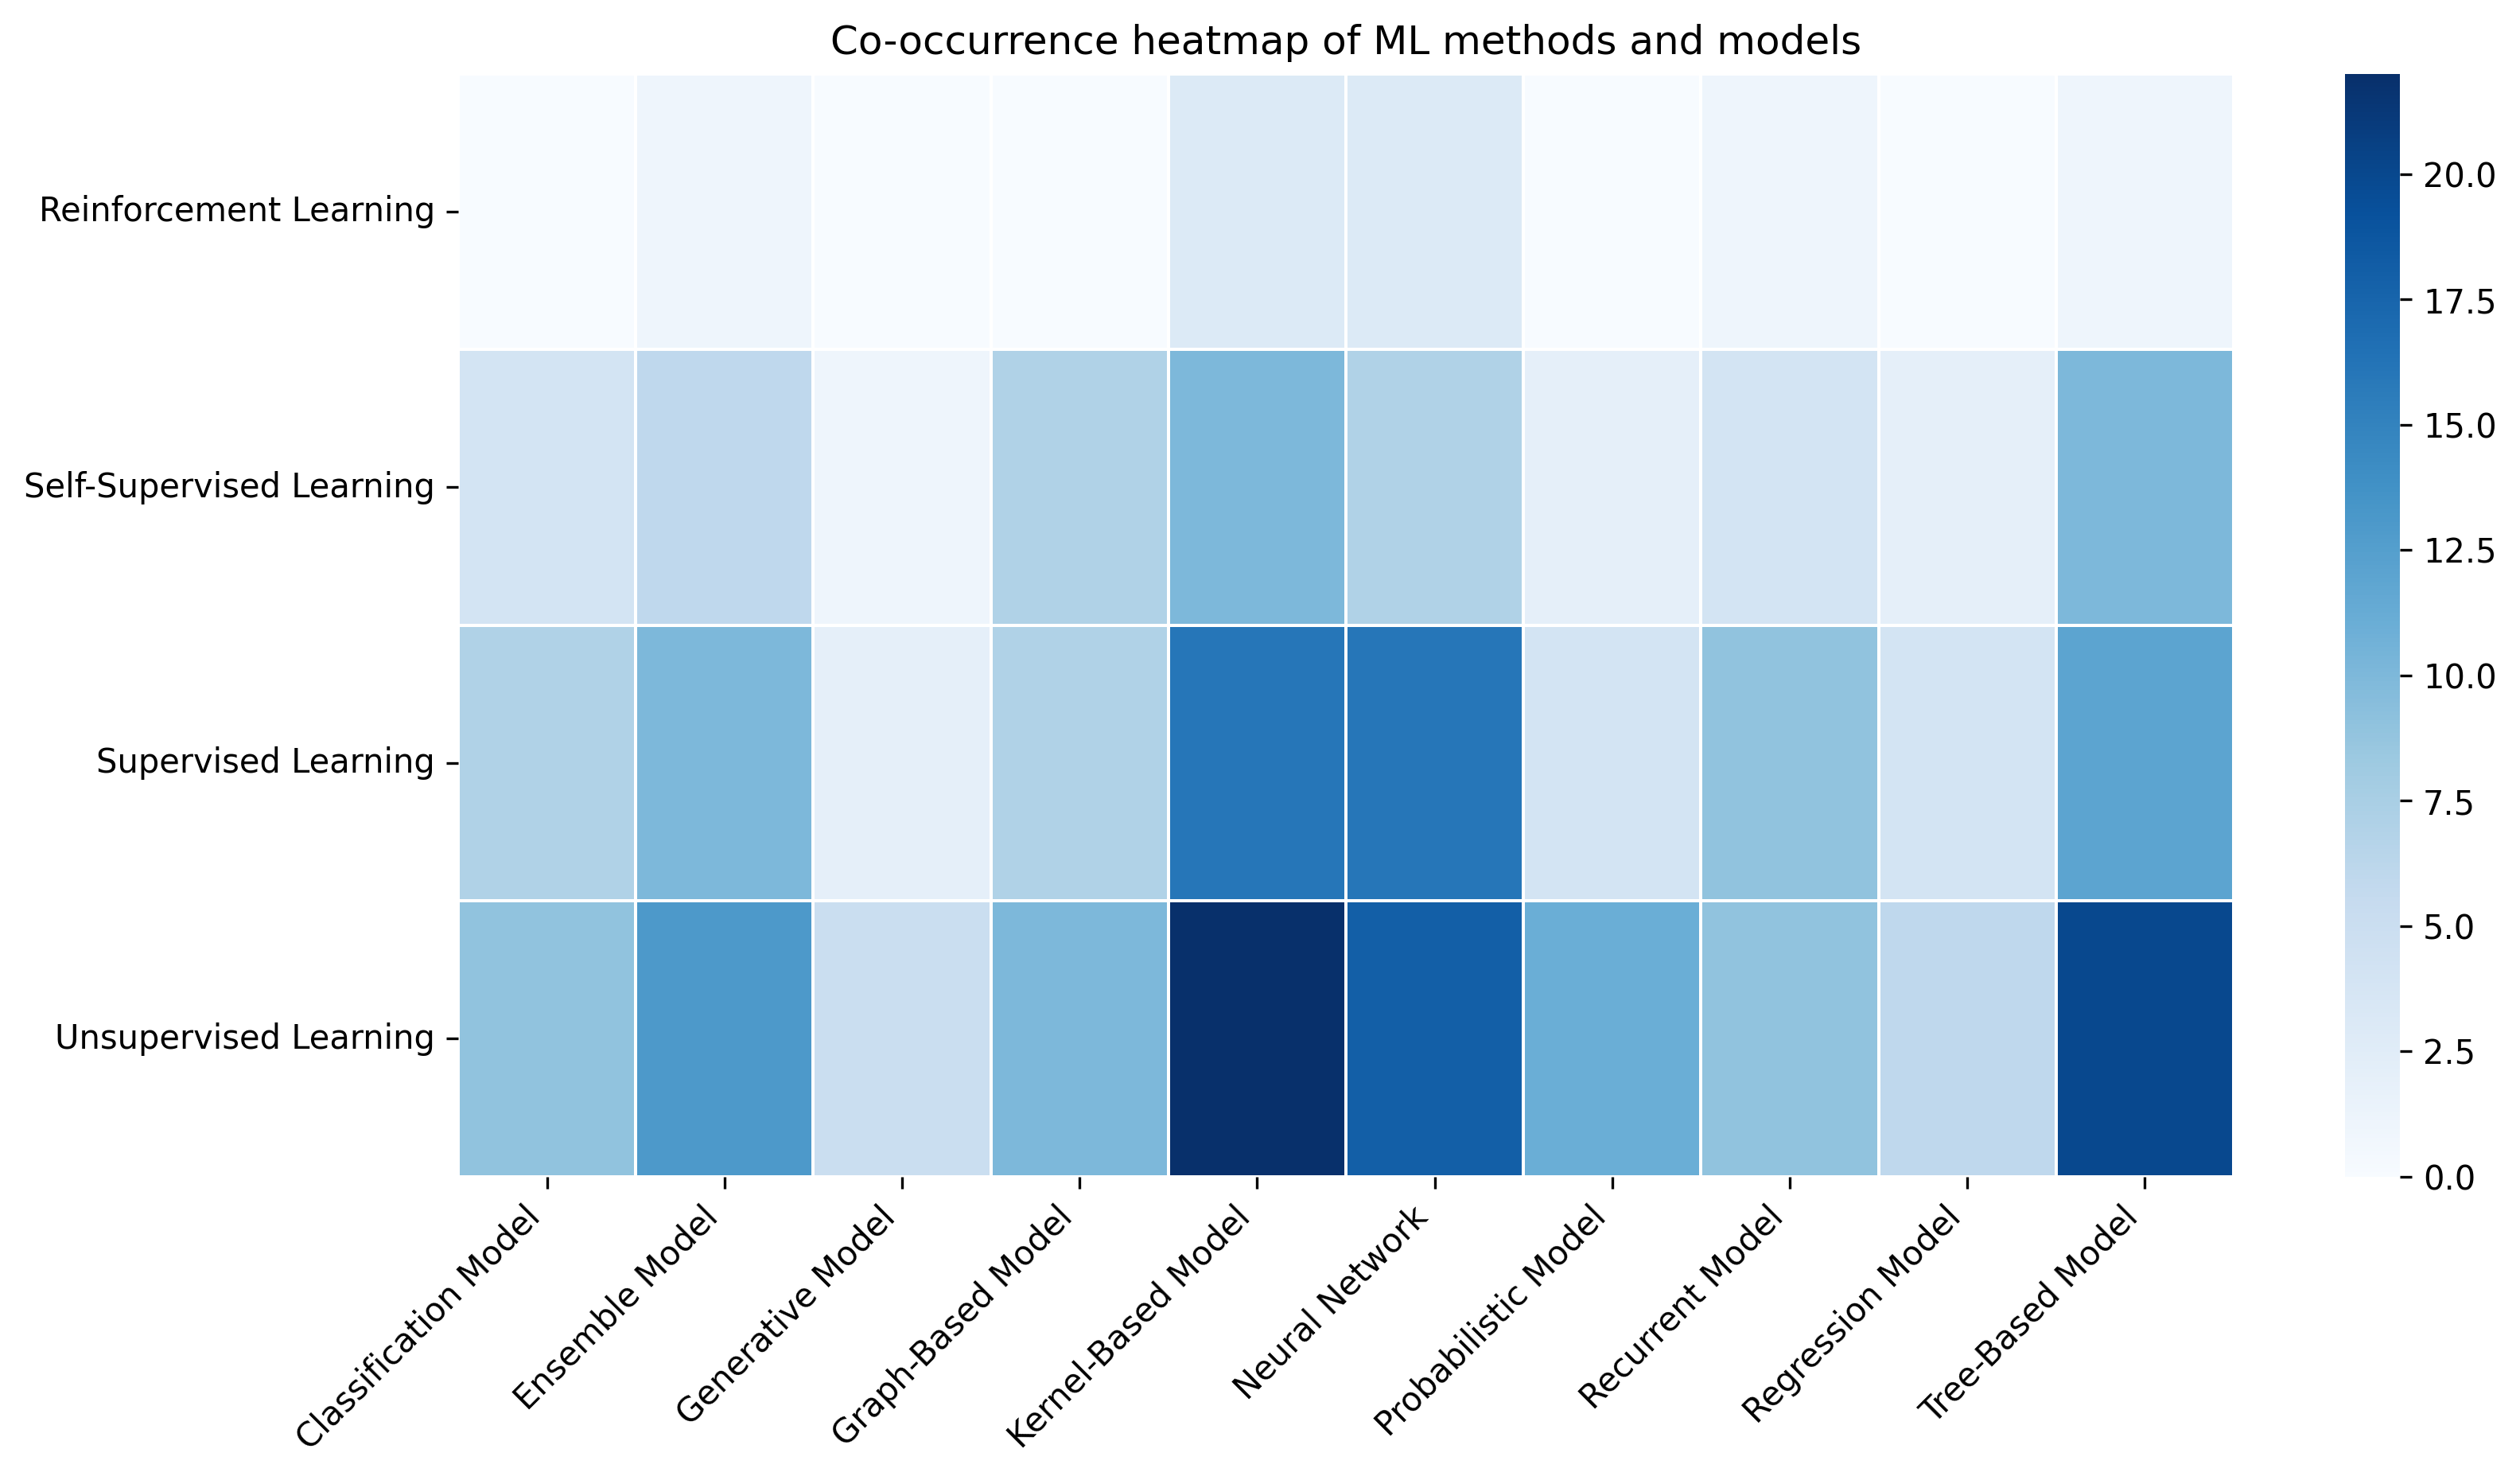 Co-occurrence heatmap of ML methods and models
Reinforcement Learning
Self-Supervised Learning
Supervised Learning
Unsupervised Learning
Classification Model
Ensemble Model
Generative Model
Graph-Based Model
Kernel-Based Model
Neural Network
Probabilistic Model
Recurrent Model
Regression Model
Tree-Based Model
20.0
17.5
15.0
12.5
10.0
7.5
5.0
2.5
0.0